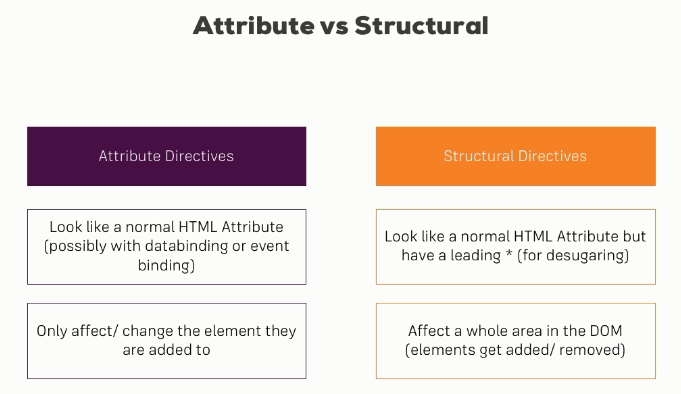 Attribute vs Structural
Attribute Directives
Structural Directives
Look like a normal HTML Attribute
(possibly with databinding or event
binding)
Look like a normal HTML Attribute but
have a leading * (for desugaring)
Only affect/ change the element they
are added to
Affect a whole area in the DOM
(elements get added/ removed)